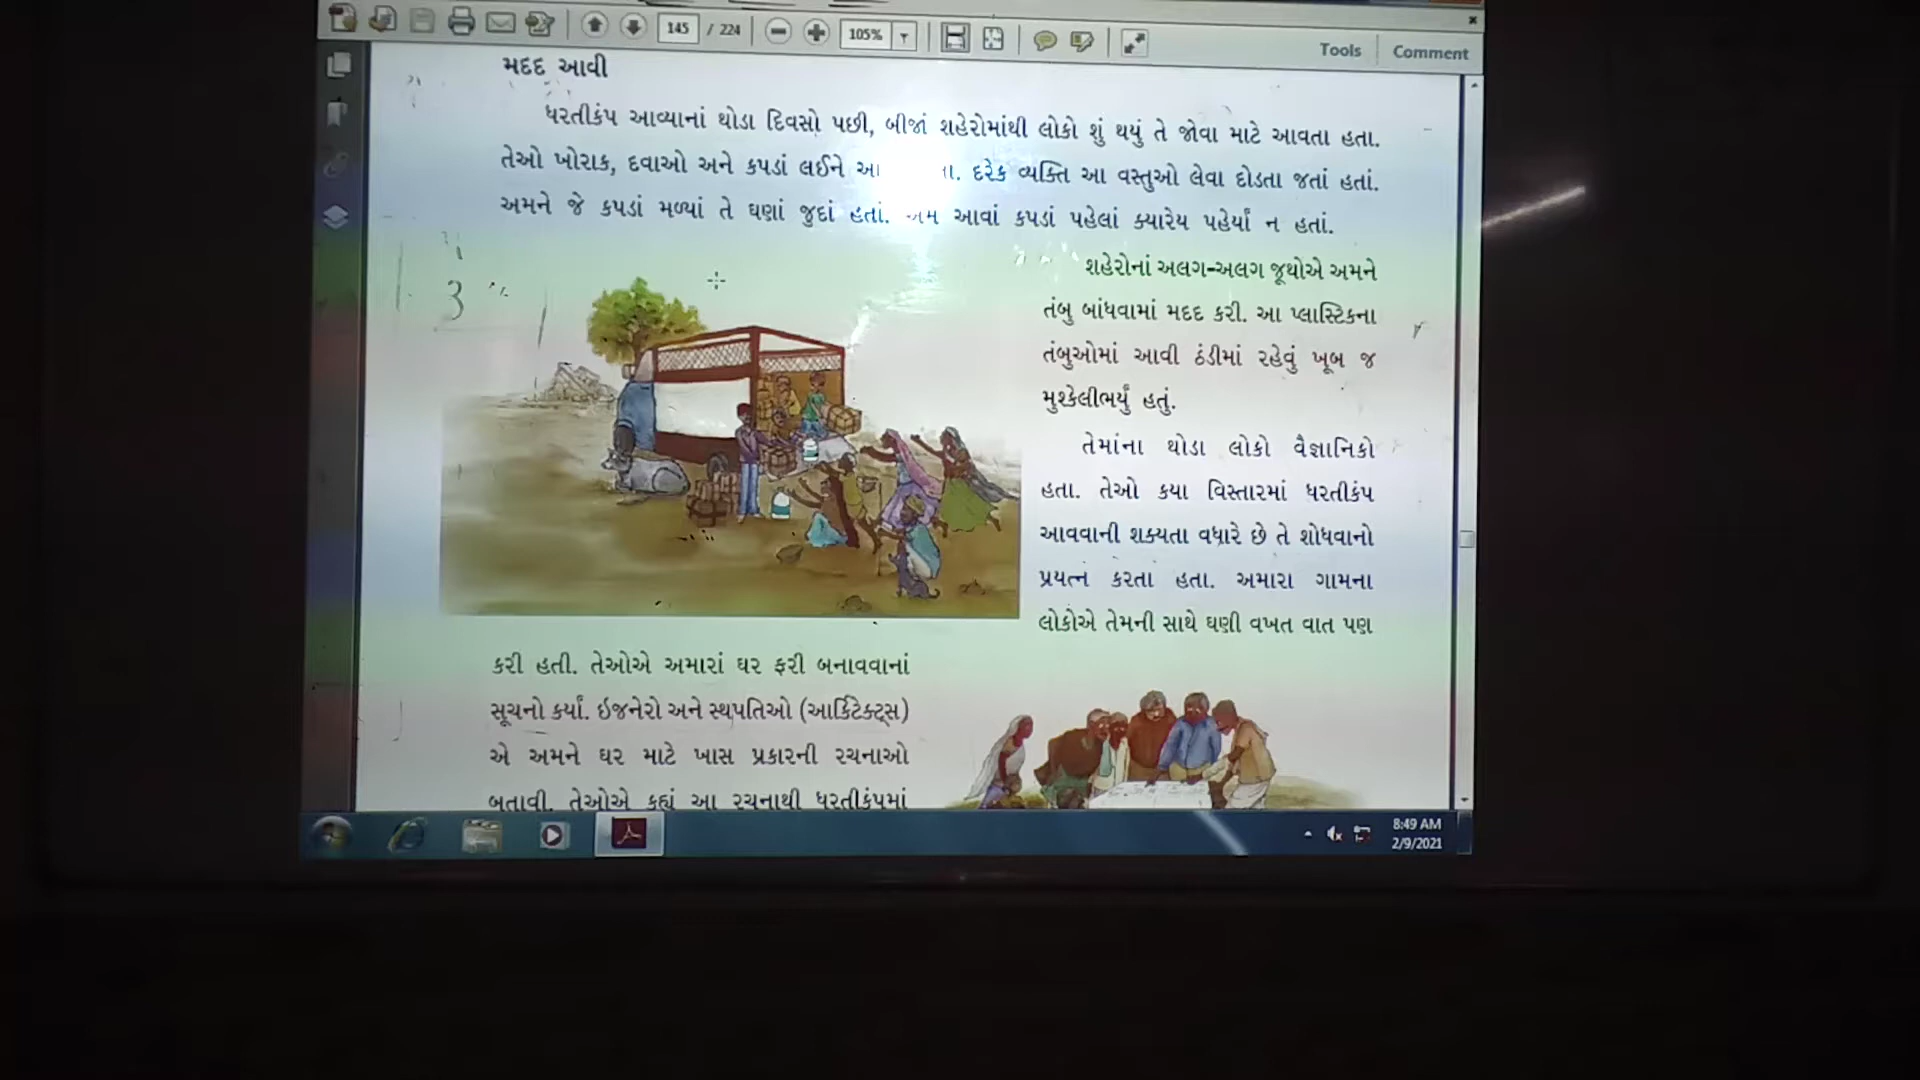 145 / 224
105%
Tools
Comment
મદદ આવી
ધરતીકંપ આવ્યાનાં થોડા દિવસો પછી, બીજાં શહેરોમાંથી લોકો શું થયું તે જોવા માટે આવતા હતા.
તેઓ ખોરાક, દવાઓ અને કપડાં લઈને દરેક વ્યક્તિ આ વસ્તુઓ લેવા દોડતા જતાં હતાં.
અમને જે કપડાં મળ્યાં તે ઘણાં જુદાં હતાં. આવાં કપડાં પહેલાં ક્યારેય પહેર્યાં ન હતાં.
શહેરોનાં અલગ-અલગ જૂથોએ અમને
તંબુ બાંધવામાં મદદ કરી. આ પ્લાસ્ટિકના
તંબુઓમાં આવી ઠંડીમાં રહેવું ખૂબ જ
મુશ્કેલીભર્યું હતું.
તેમાંના થોડા લોકો વૈજ્ઞાનિકો
હતા. તેઓ કયા વિસ્તારમાં ધરતીકંપ
આવવાની શક્યતા વધારે છે તે શોધવાનો
પ્રયત્ન કરતા હતા. અમારા ગામના
લોકોએ તેમની સાથે ઘણી વખત વાત પણ
કરી હતી. તેઓએ અમારાં ઘર ફરી બનાવવાનાં
સૂચનો કર્યાં. ઇજનેરો અને સ્થપતિઓ (આર્કિટેક્ટ્સ)
એ અમને ઘર માટે ખાસ પ્રકારની રચનાઓ
બતાવી. તેઓએ કહ્યું આ રચનાથી ધરતીકંપમાં
3
8:49 AM
2/9/2021